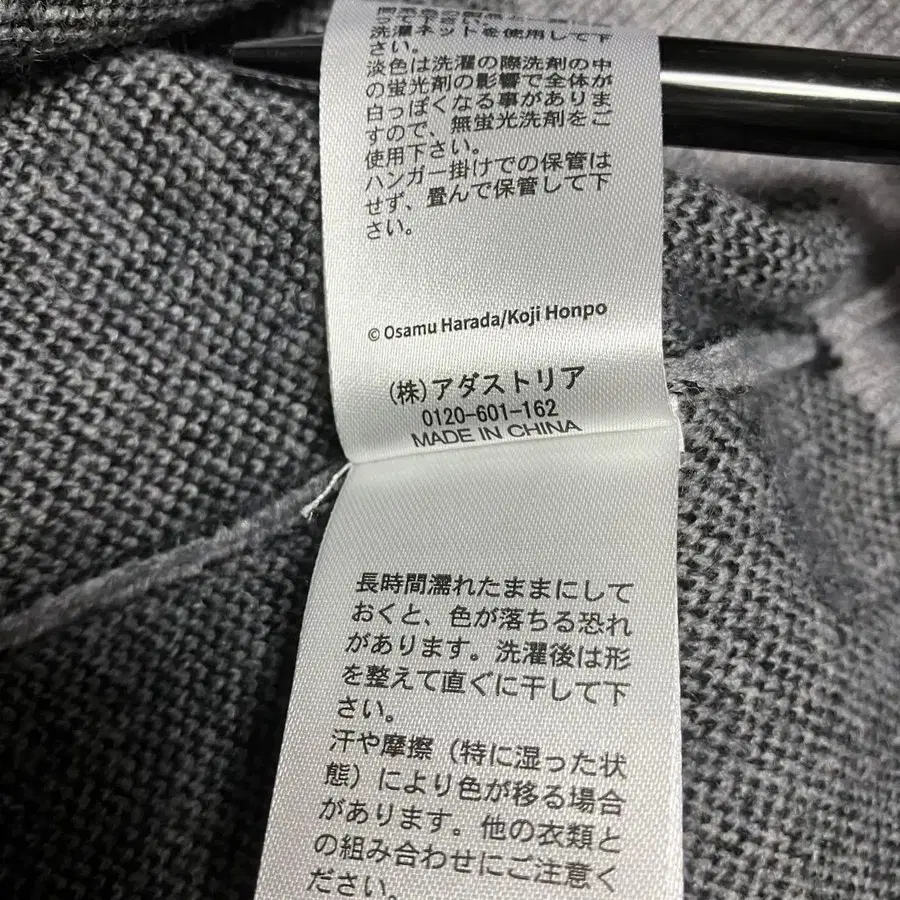 って下さい。
洗濯ネットを使用して下
さい。
淡色は洗濯の際洗剤の中
の蛍光剤の影響で全体が
白っぽくなる事がありま
すので、無蛍光洗剤をご
使用下さい。
ハンガー掛けでの保管は
せず、畳んで保管して下
さい。
© Osamu Harada/Koji Honpo
(株)アダストリア
0120-601-162
MADE IN CHINA
長時間濡れたままにして
おくと、色が落ちる恐れ
があります。洗濯後は形
を整えて直ぐに干して下
さい。
汗や摩擦（特に湿った状
態）により色が移る場合
があります。他の衣類と
の組み合わせにご注意く
ださい。